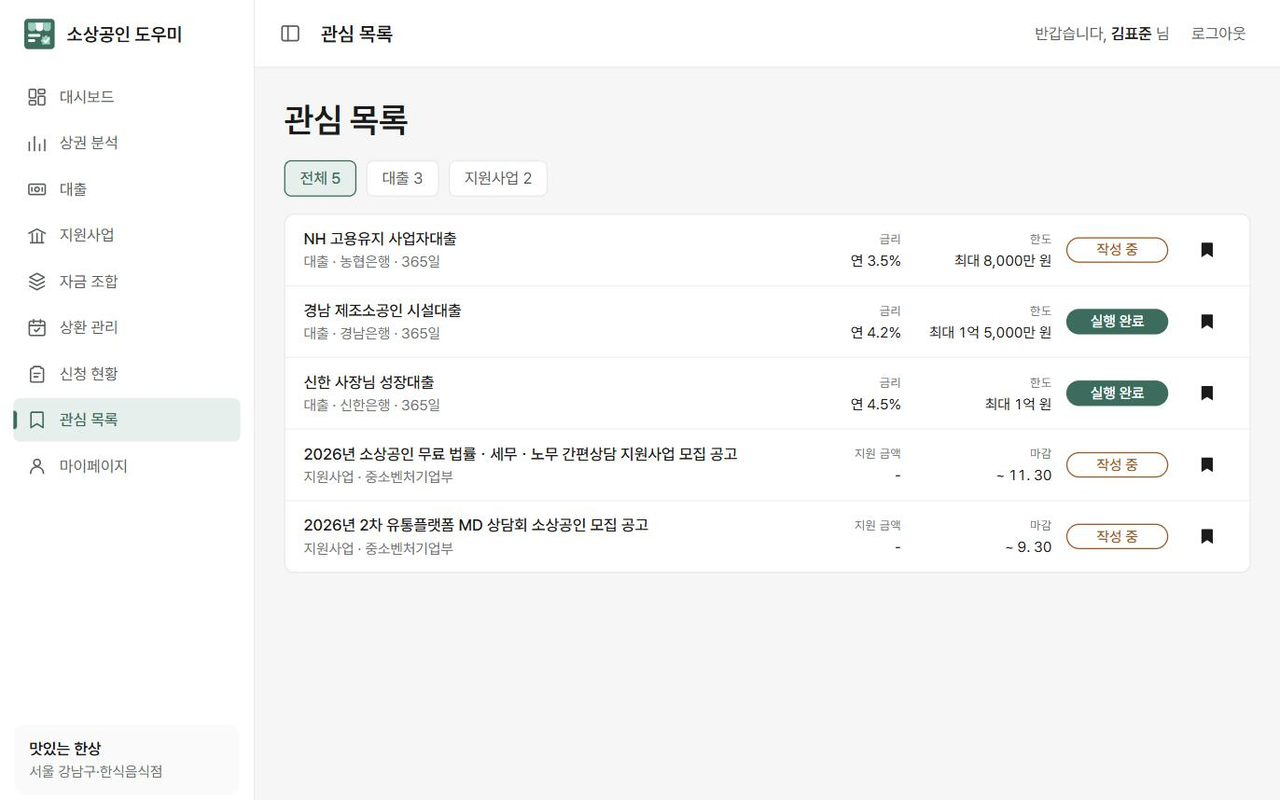 소상공인 도우미
대시보드
상권 분석
대출
지원사업
자금 조합
상환 관리
신청 현황
관심 목록
마이페이지
맛있는 한상
서울 강남구·한식음식점
관심 목록
반갑습니다, 김표준 님
로그아웃
관심 목록
전체 5
대출 3
지원사업 2
NH 고용유지 사업자대출
대출 · 농협은행 · 365일
금리
연 3.5%
한도
최대 8,000만 원
작성 중
경남 제조소공인 시설대출
대출 · 경남은행 · 365일
금리
연 4.2%
한도
최대 1억 5,000만 원
실행 완료
신한 사장님 성장대출
대출 · 신한은행 · 365일
금리
연 4.5%
한도
최대 1억 원
실행 완료
2026년 소상공인 무료 법률 · 세무 · 노무 간편상담 지원사업 모집 공고
지원사업 · 중소벤처기업부
지원 금액
-
마감
~ 11. 30
작성 중
2026년 2차 유통플랫폼 MD 상담회 소상공인 모집 공고
지원사업 · 중소벤처기업부
지원 금액
-
마감
~ 9. 30
작성 중